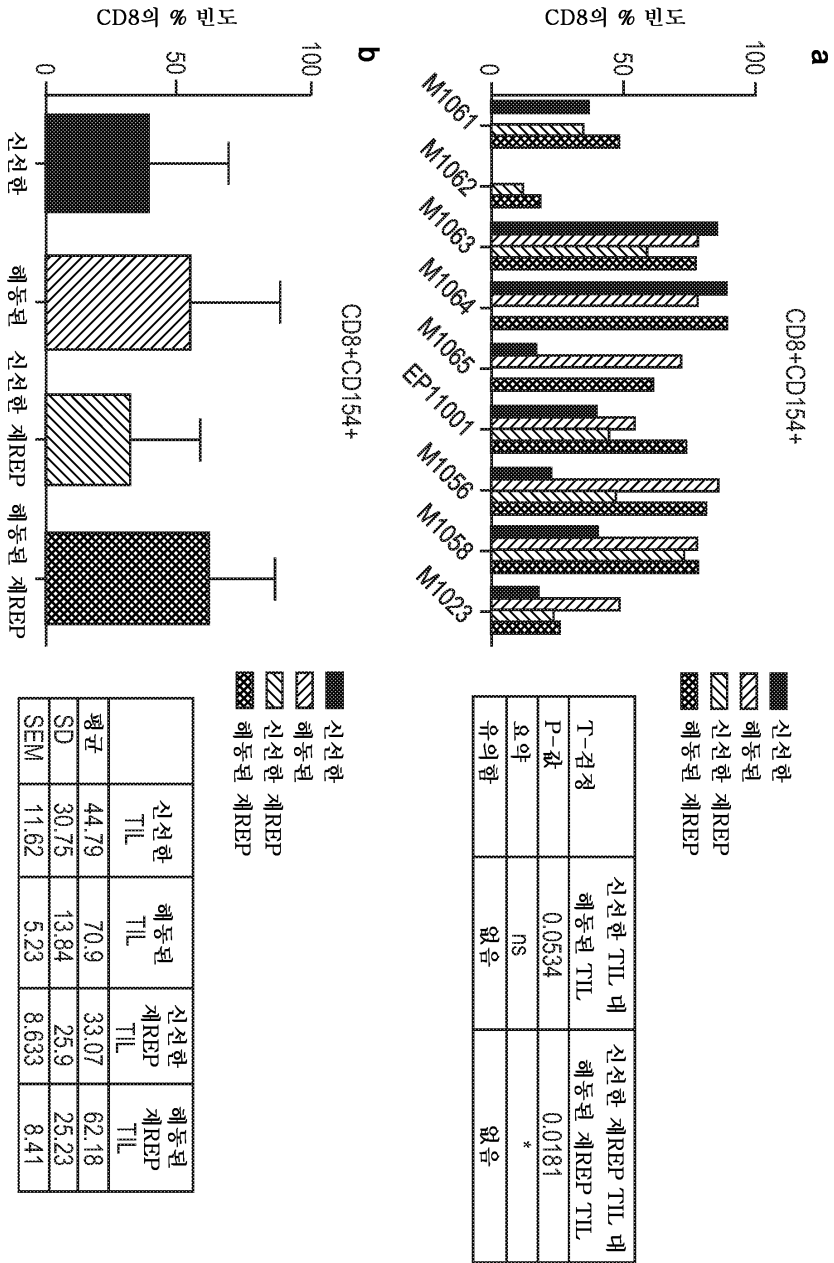 a
CD8+CD154+
CD8의 % 빈도
100
50
0
M1061
M1062
M1063
M1064
M1065
EP11001
M1056
M1058
M1023
신선한
해동된
신선한 재REP
해동된 재REP
T-검정
신선한 TIL 대
해동된 TIL
신선한 재REP TIL 대
해동된 재REP TIL
P-값
0.0534
0.0181
요약
ns
*
유의함
없음
없음
b
CD8+CD154+
CD8의 % 빈도
100
50
0
신선한
해동된
신선한 재REP
해동된 재REP
신선한
해동된
신선한 재REP
해동된 재REP
신선한
TIL
해동된
TIL
신선한
재REP
TIL
해동된
재REP
TIL
평균
44.79
70.9
33.07
62.18
SD
30.75
13.84
25.9
25.23
SEM
11.62
5.23
8.633
8.41